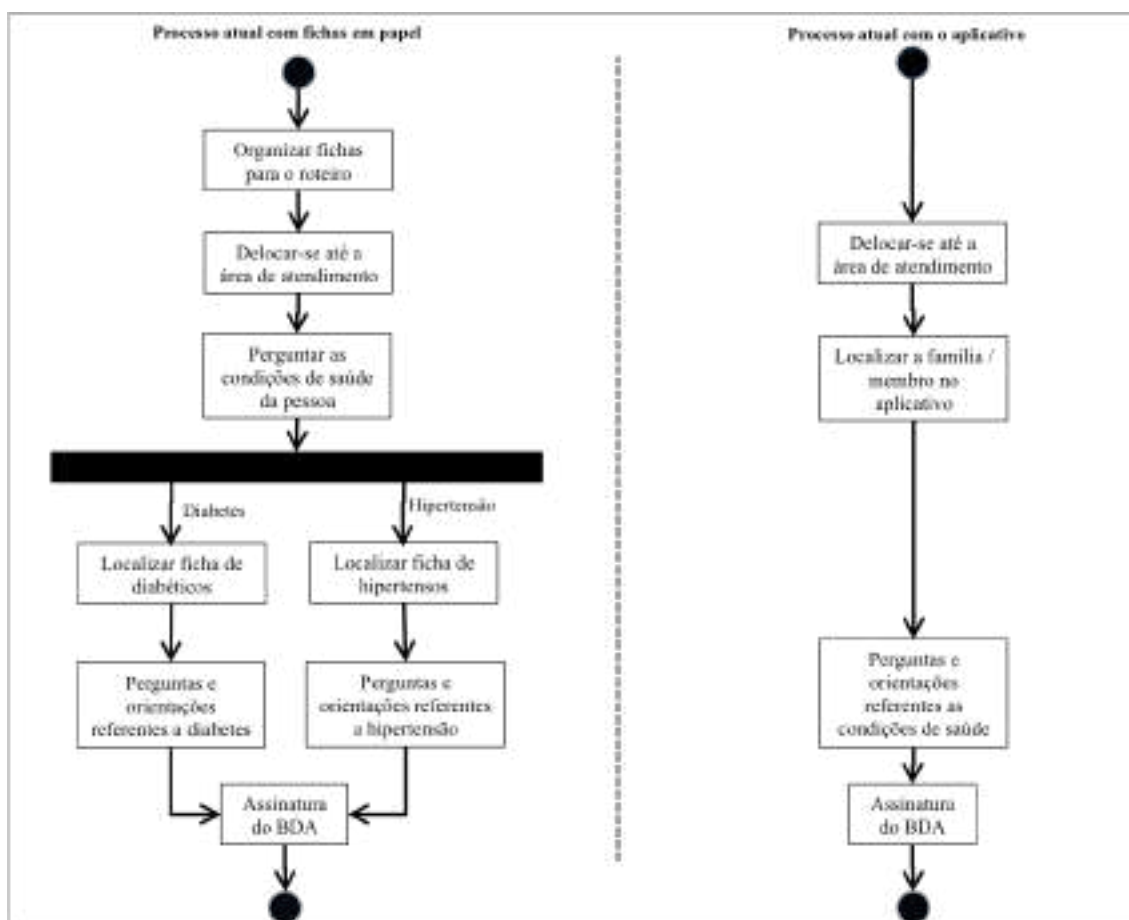 Processo atual com fichas em papel
Organizar fichas
para o roteiro
Delocar-se até a
área de atendimento
Perguntar as
condições de saúde
da pessoa
Diabetes
Hipertensão
Localizar ficha de
diabéticos
Localizar ficha de
hipertensos
Perguntas e
orientações
referentes a diabetes
Perguntas e
orientações referentes
a hipertensão
Assinatura
do BDA
Processo atual com o aplicativo
Delocar-se até a
área de atendimento
Localizar a família /
membro no
aplicativo
Perguntas e
orientações
referentes as
condições de saúde
Assinatura
do BDA